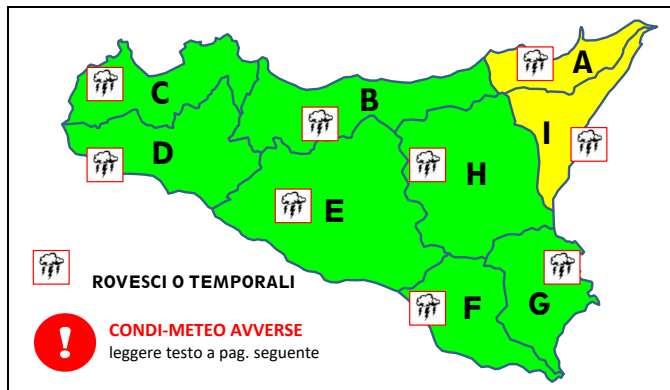 A
C
B
I
D
H
E
ROVESCI O TEMPORALI
F
G
!
CONDI-METEO AVVERSE
leggere testo a pag. seguente